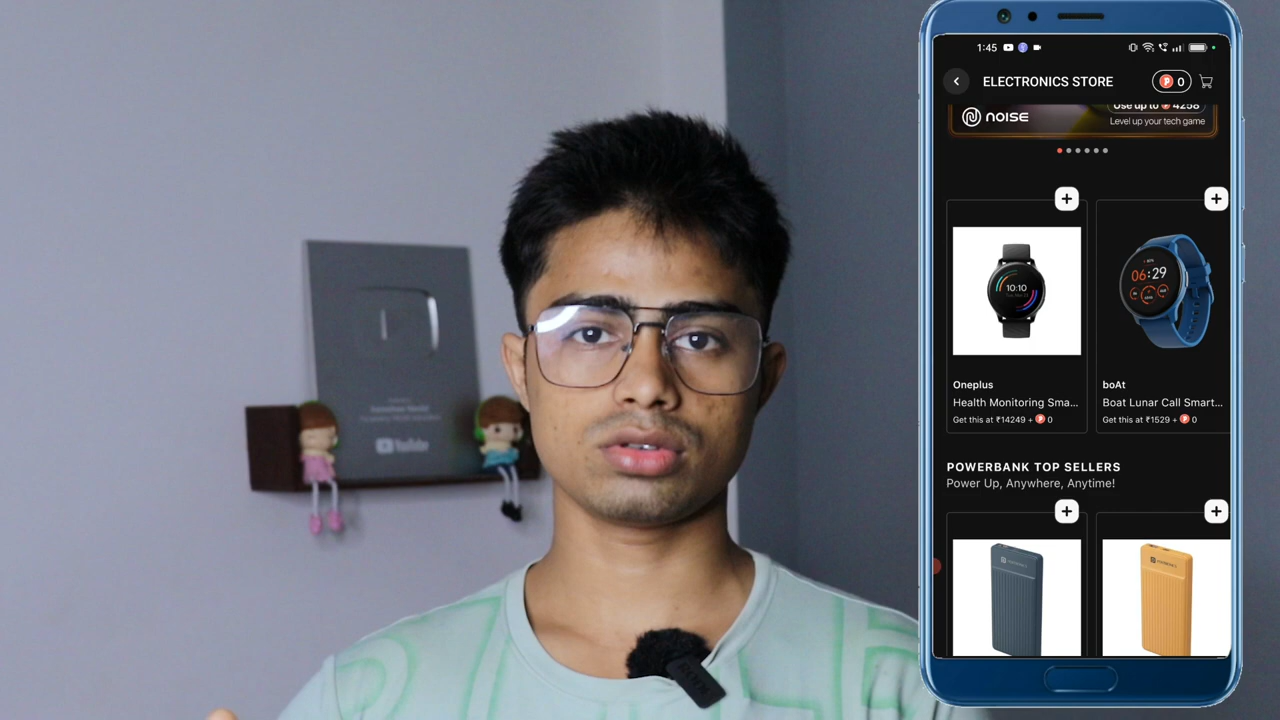 YouTube
1:45
ELECTRONICS STORE
0
Use up to 4258
NOISE
Level up your tech game
10:10
06:29
Oneplus
Health Monitoring Sma...
Get this at ₹14249 + 0
boAt
Boat Lunar Call Smart...
Get this at ₹1529 + 0
POWERBANK TOP SELLERS
Power Up, Anywhere, Anytime!